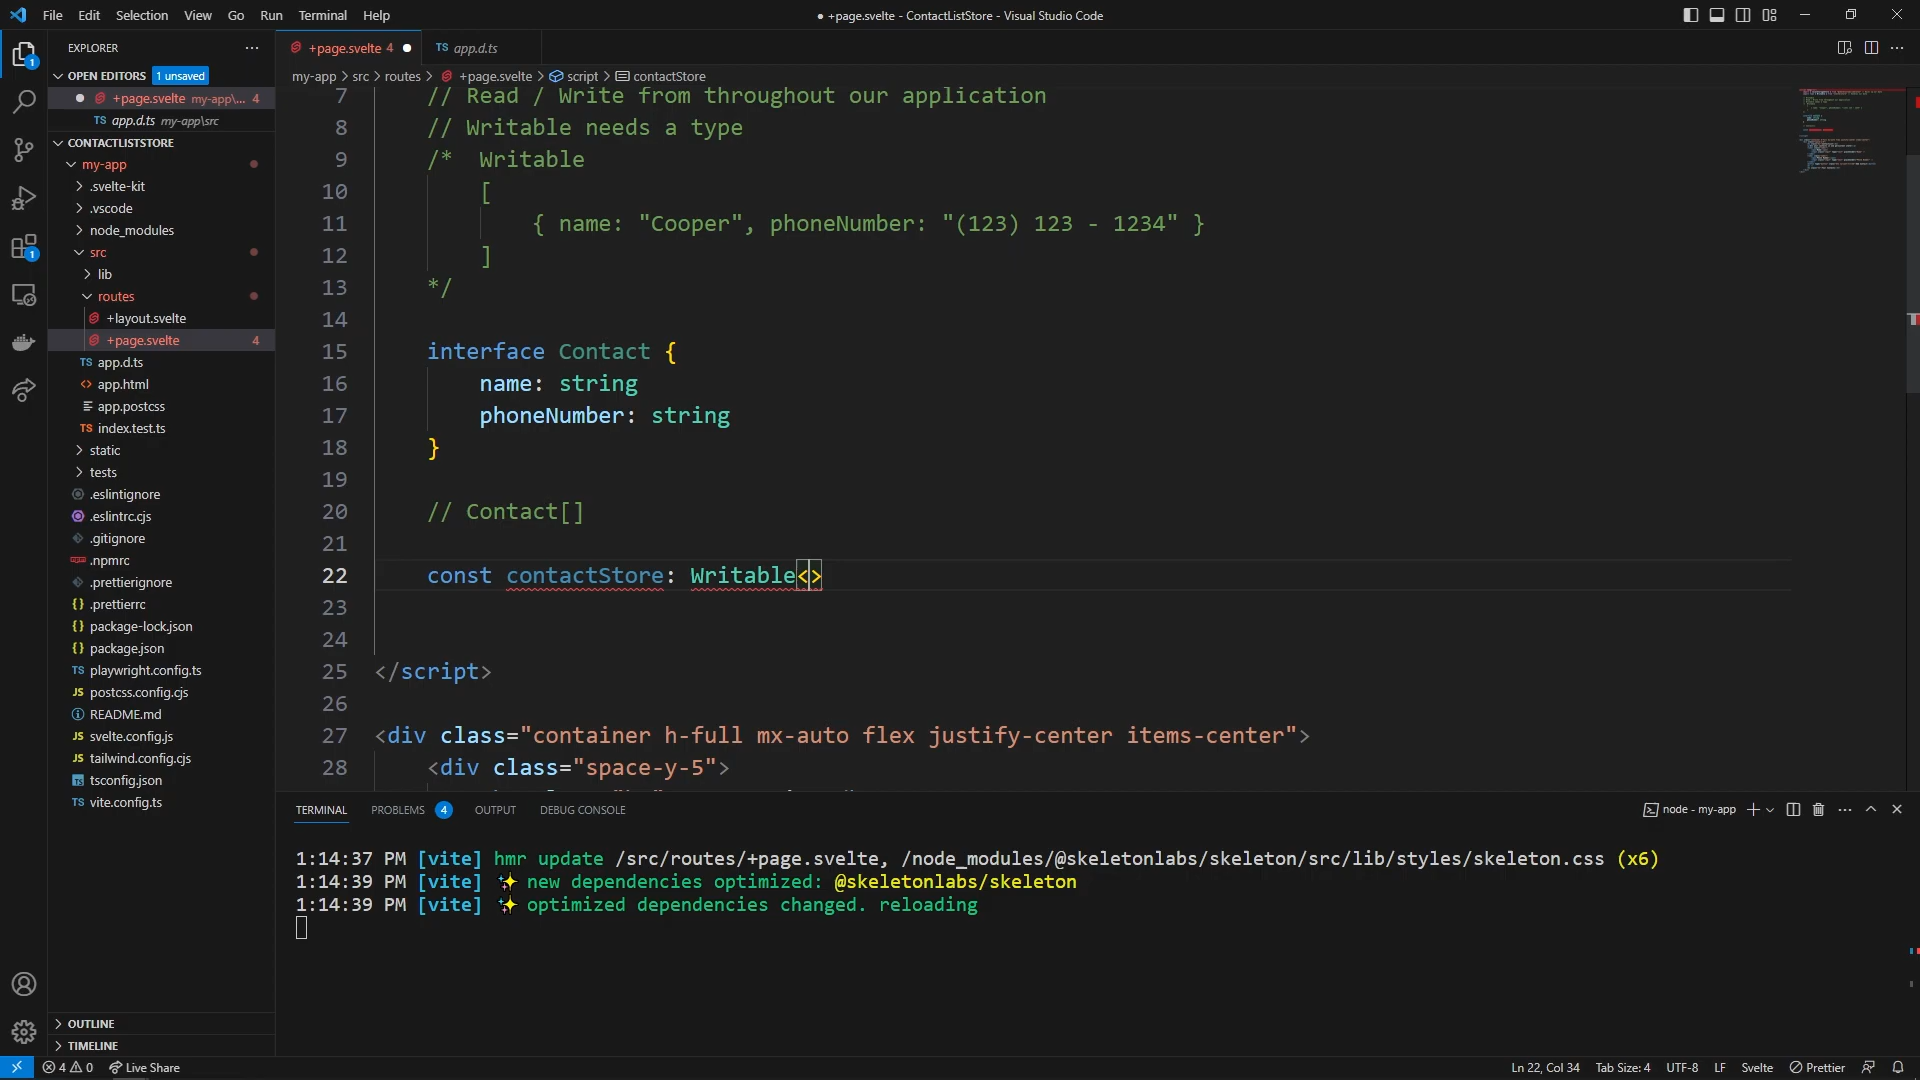 File Edit Selection View Go Run Terminal Help
● +page.svelte - ContactListStore - Visual Studio Code
EXPLORER
OPEN EDITORS 1 unsaved
+page.svelte my-app\... 4
TS app.d.ts my-app\src
CONTACTLISTSTORE
my-app
.svelte-kit
.vscode
node_modules
src
lib
routes
+layout.svelte
+page.svelte 4
TS app.d.ts
app.html
app.postcss
TS index.test.ts
static
tests
.eslintignore
.eslintrc.cjs
.gitignore
.npmrc
.prettierignore
{} .prettierrc
{} package-lock.json
{} package.json
TS playwright.config.ts
JS postcss.config.cjs
README.md
JS svelte.config.js
JS tailwind.config.cjs
tsconfig.json
TS vite.config.ts
OUTLINE
TIMELINE
+page.svelte 4 ●
TS app.d.ts
my-app > src > routes > +page.svelte > script > contactStore
7 // Read / Write from throughout our application
8 // Writable needs a type
9 /* Writable
10 [
11 { name: "Cooper", phoneNumber: "(123) 123 - 1234" }
12 ]
13 */
14
15 interface Contact {
16 name: string
17 phoneNumber: string
18 }
19
20 // Contact[]
21
22 const contactStore: Writable<>
23
24
25 </script>
26
27 <div class="container h-full mx-auto flex justify-center items-center">
28 <div class="space-y-5">
TERMINAL PROBLEMS 4 OUTPUT DEBUG CONSOLE
node - my-app
1:14:37 PM [vite] hmr update /src/routes/+page.svelte, /node_modules/@skeletonlabs/skeleton/src/lib/styles/skeleton.css (x6)
1:14:39 PM [vite] ✨ new dependencies optimized: @skeletonlabs/skeleton
1:14:39 PM [vite] ✨ optimized dependencies changed. reloading
4 0 Live Share
Ln 22, Col 34 Tab Size: 4 UTF-8 LF Svelte Prettier